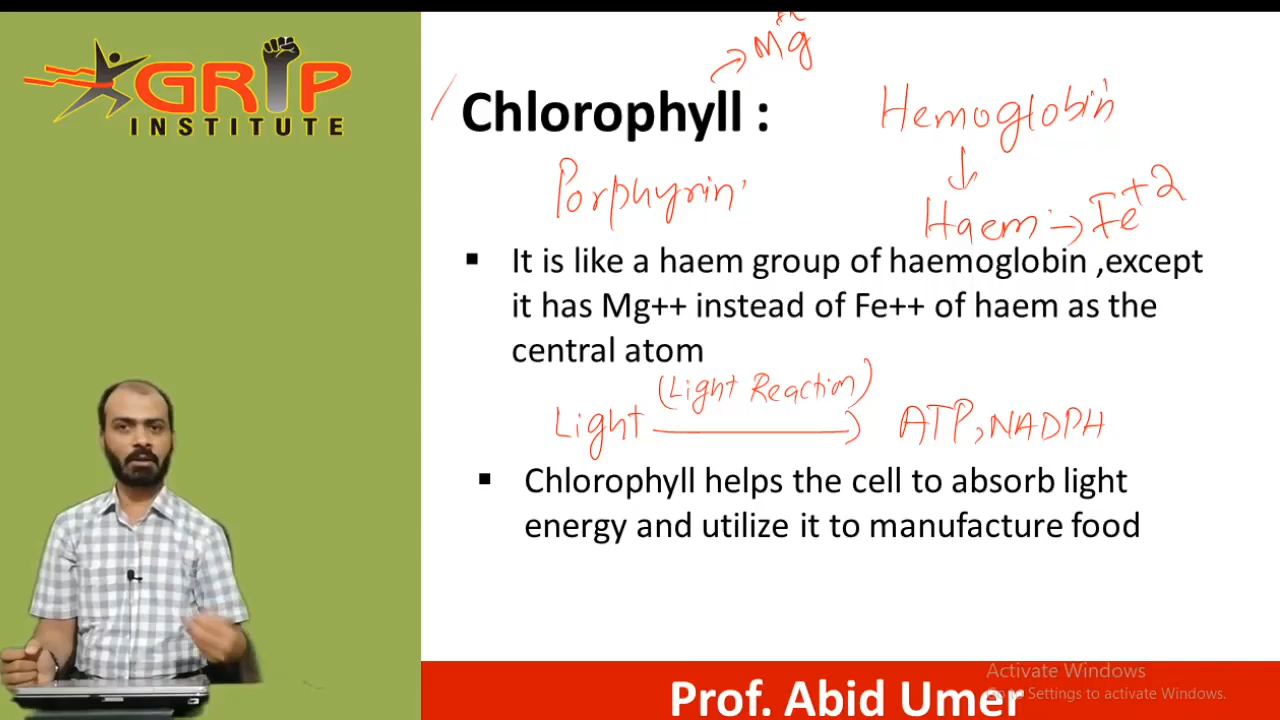 GRIP
INSTITUTE
Mg
Chlorophyll :
Hemoglobin
Porphyrin
Haem → Fe+2
It is like a haem group of haemoglobin ,except
it has Mg++ instead of Fe++ of haem as the
central atom
(Light Reaction)
Light → ATP, NADPH
Chlorophyll helps the cell to absorb light
energy and utilize it to manufacture food
Activate Windows
Go to Settings to activate Windows.
Prof. Abid Umer